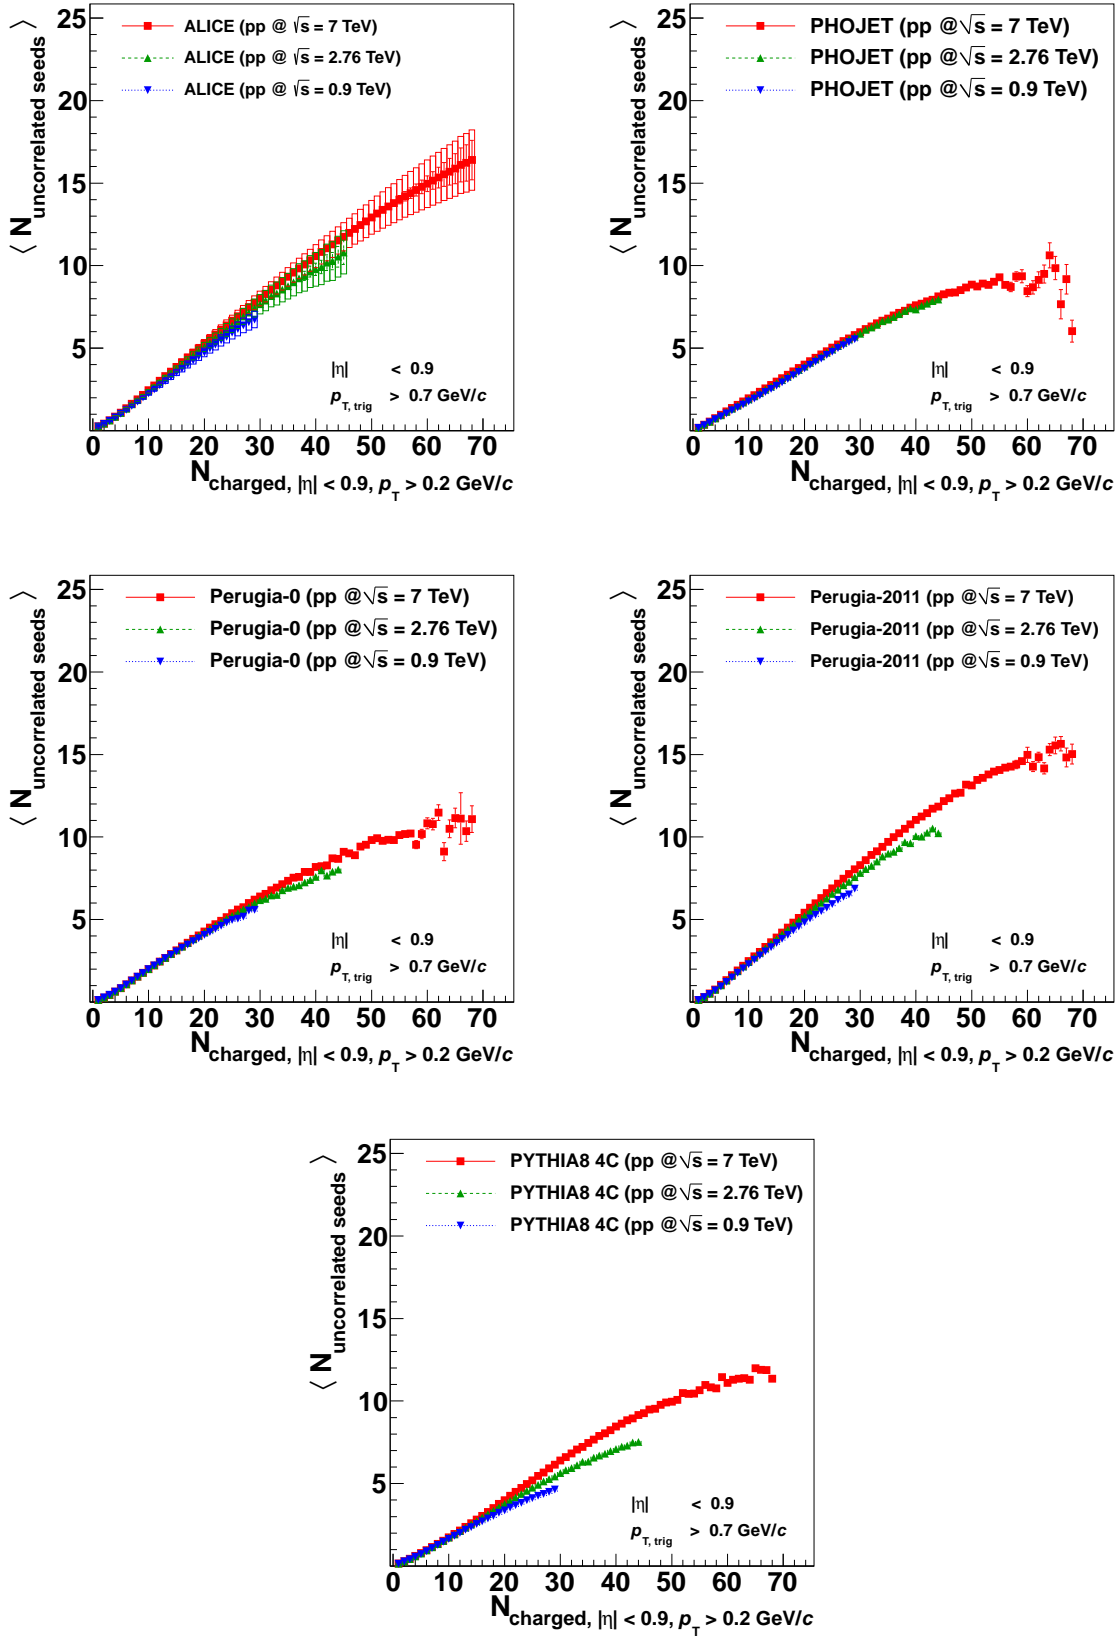 ⟨ N uncorrelated seeds ⟩
25
20
15
10
5
ALICE (pp @ √s = 7 TeV)
ALICE (pp @ √s = 2.76 TeV)
ALICE (pp @ √s = 0.9 TeV)
|η| < 0.9
p T, trig > 0.7 GeV/c
0 10 20 30 40 50 60 70
N charged, |η| < 0.9, p T > 0.2 GeV/c
⟨ N uncorrelated seeds ⟩
25
20
15
10
5
PHOJET (pp @ √s = 7 TeV)
PHOJET (pp @ √s = 2.76 TeV)
PHOJET (pp @ √s = 0.9 TeV)
|η| < 0.9
p T, trig > 0.7 GeV/c
0 10 20 30 40 50 60 70
N charged, |η| < 0.9, p T > 0.2 GeV/c
⟨ N uncorrelated seeds ⟩
25
20
15
10
5
Perugia-0 (pp @ √s = 7 TeV)
Perugia-0 (pp @ √s = 2.76 TeV)
Perugia-0 (pp @ √s = 0.9 TeV)
|η| < 0.9
p T, trig > 0.7 GeV/c
0 10 20 30 40 50 60 70
N charged, |η| < 0.9, p T > 0.2 GeV/c
⟨ N uncorrelated seeds ⟩
25
20
15
10
5
Perugia-2011 (pp @ √s = 7 TeV)
Perugia-2011 (pp @ √s = 2.76 TeV)
Perugia-2011 (pp @ √s = 0.9 TeV)
|η| < 0.9
p T, trig > 0.7 GeV/c
0 10 20 30 40 50 60 70
N charged, |η| < 0.9, p T > 0.2 GeV/c
⟨ N uncorrelated seeds ⟩
25
20
15
10
5
PYTHIA8 4C (pp @ √s = 7 TeV)
PYTHIA8 4C (pp @ √s = 2.76 TeV)
PYTHIA8 4C (pp @ √s = 0.9 TeV)
|η| < 0.9
p T, trig > 0.7 GeV/c
0 10 20 30 40 50 60 70
N charged, |η| < 0.9, p T > 0.2 GeV/c